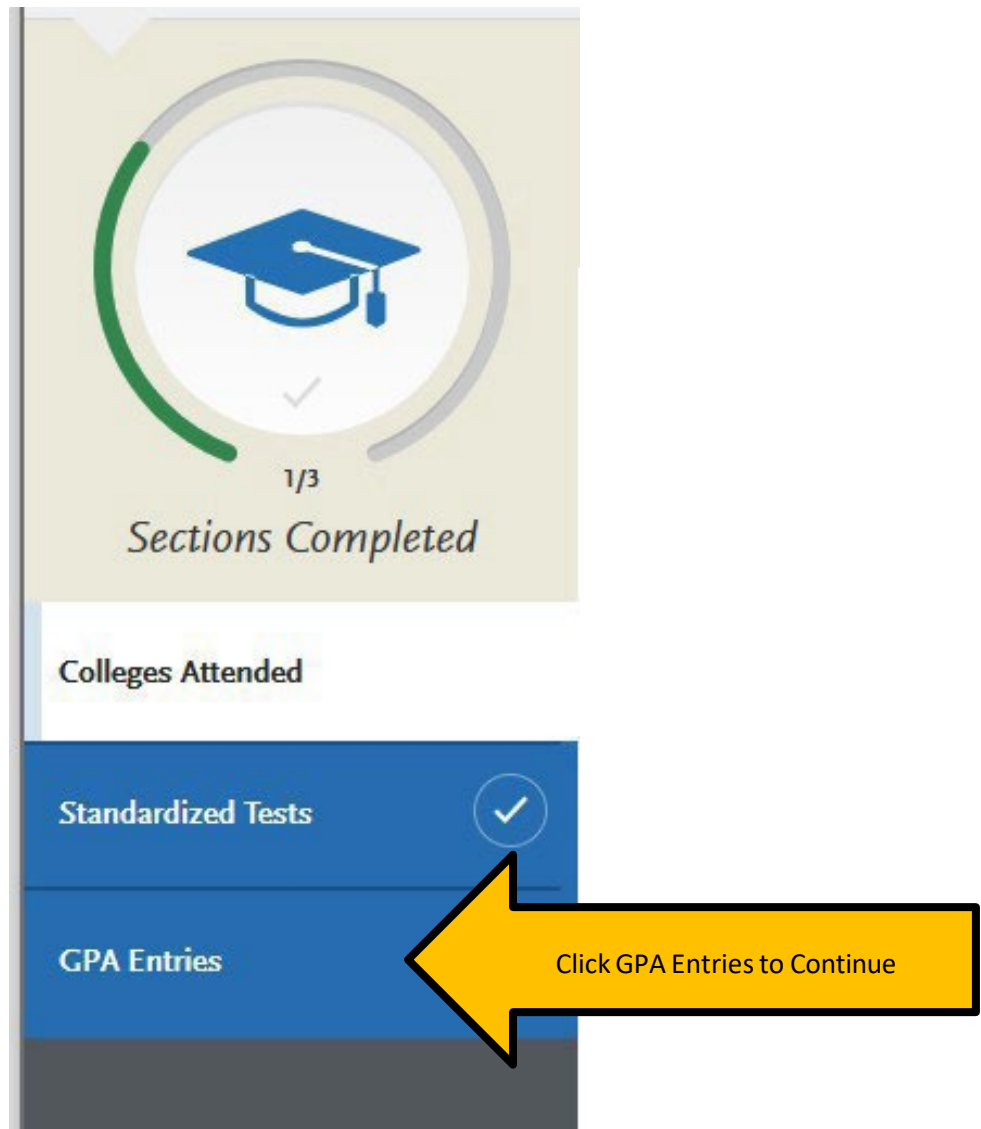 1/3
Sections Completed
Colleges Attended
Standardized Tests
GPA Entries
Click GPA Entries to Continue